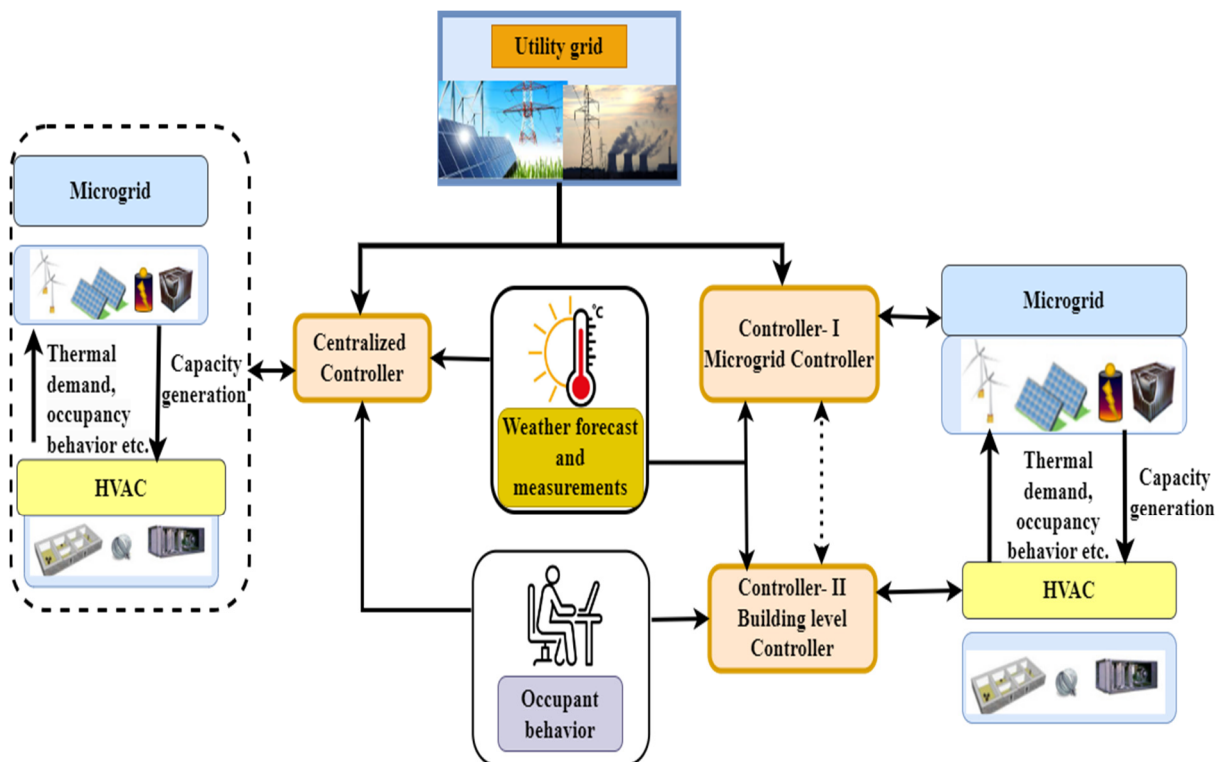 Utility grid
Microgrid
Thermal
demand,
occupancy
behavior etc.
Capacity
generation
HVAC
Centralized
Controller
°C
Weather forecast
and
measurements
Occupant
behavior
Controller- I
Microgrid Controller
Controller- II
Building level
Controller
Microgrid
Thermal
demand,
occupancy
behavior etc.
Capacity
generation
HVAC